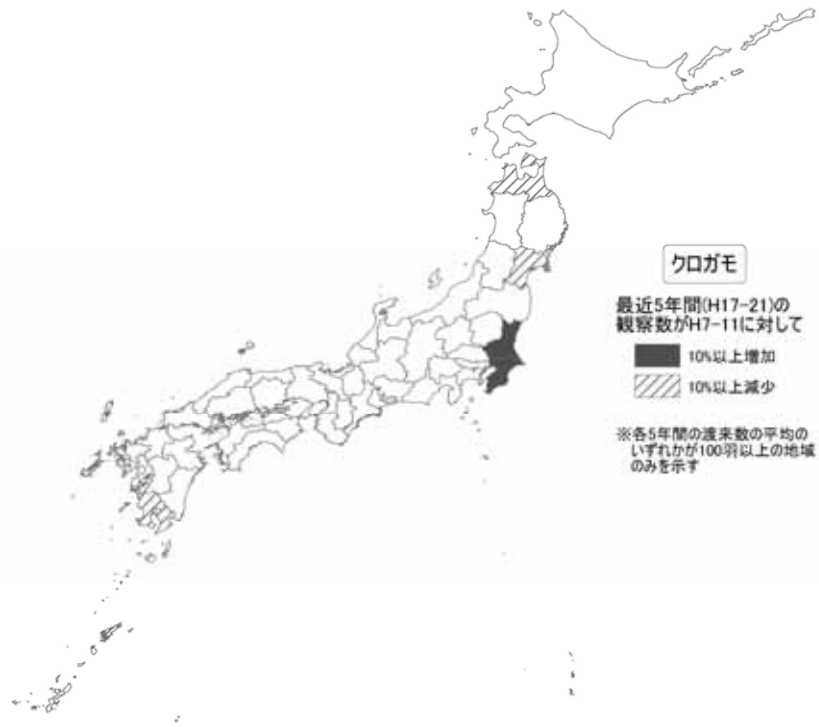 クロガモ
最近5年間(H17-21)の
観察数がH7-11に対して
10%以上増加
10%以上減少
※各5年間の渡来数の平均の
いずれかが100羽以上の地域
のみを示す